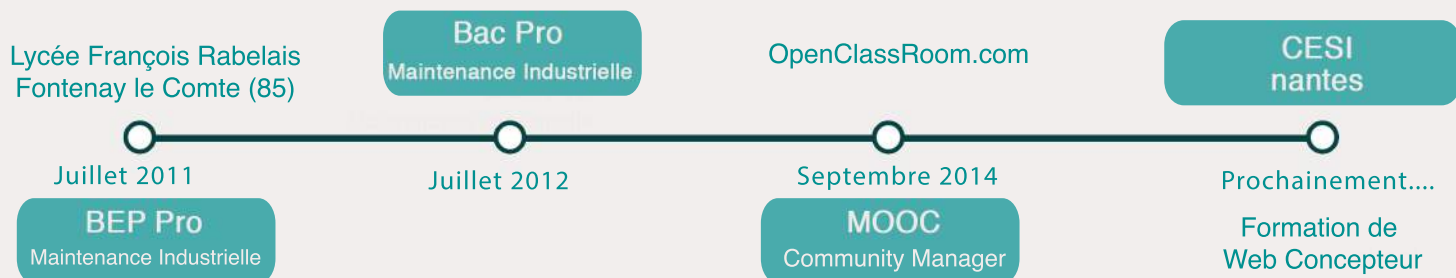 Lycée François Rabelais
Fontenay le Comte (85)
Juillet 2011
BEP Pro
Maintenance Industrielle
Bac Pro
Maintenance Industrielle
Juillet 2012
OpenClassRoom.com
Septembre 2014
MOOC
Community Manager
CESI
nantes
Prochainement....
Formation de
Web Concepteur